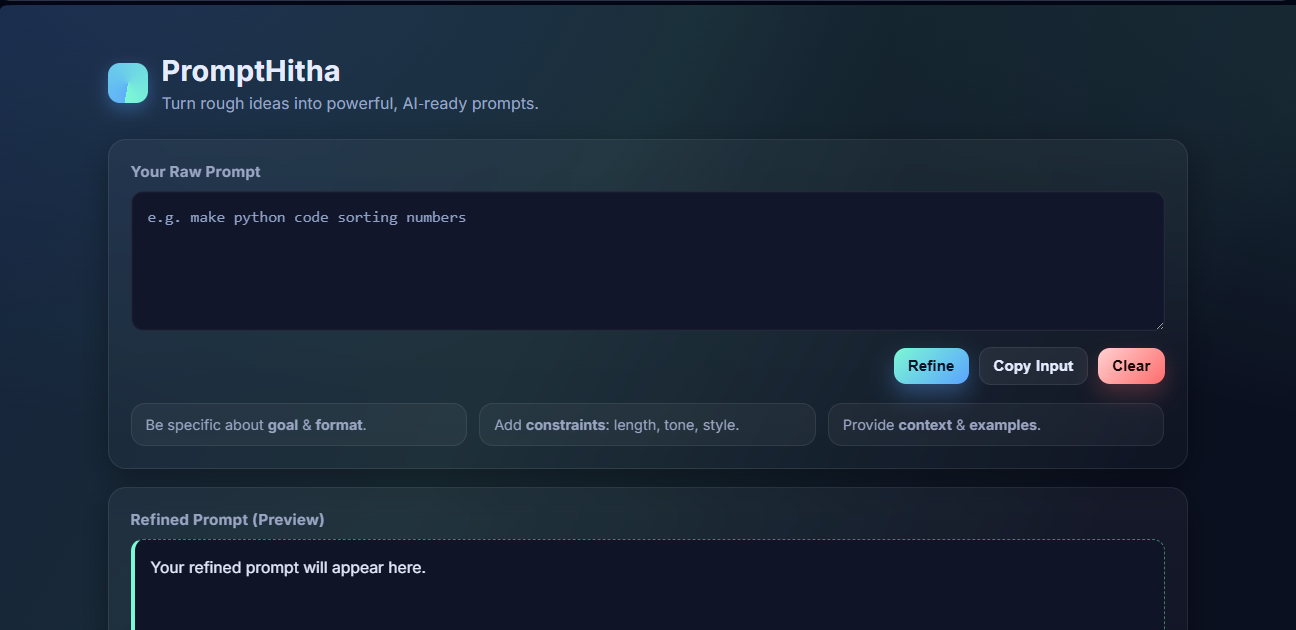 PromptHitha
Turn rough ideas into powerful, AI-ready prompts.
Your Raw Prompt
e.g. make python code sorting numbers
Refine Copy Input Clear
Be specific about goal & format. Add constraints: length, tone, style. Provide context & examples.
Refined Prompt (Preview)
Your refined prompt will appear here.